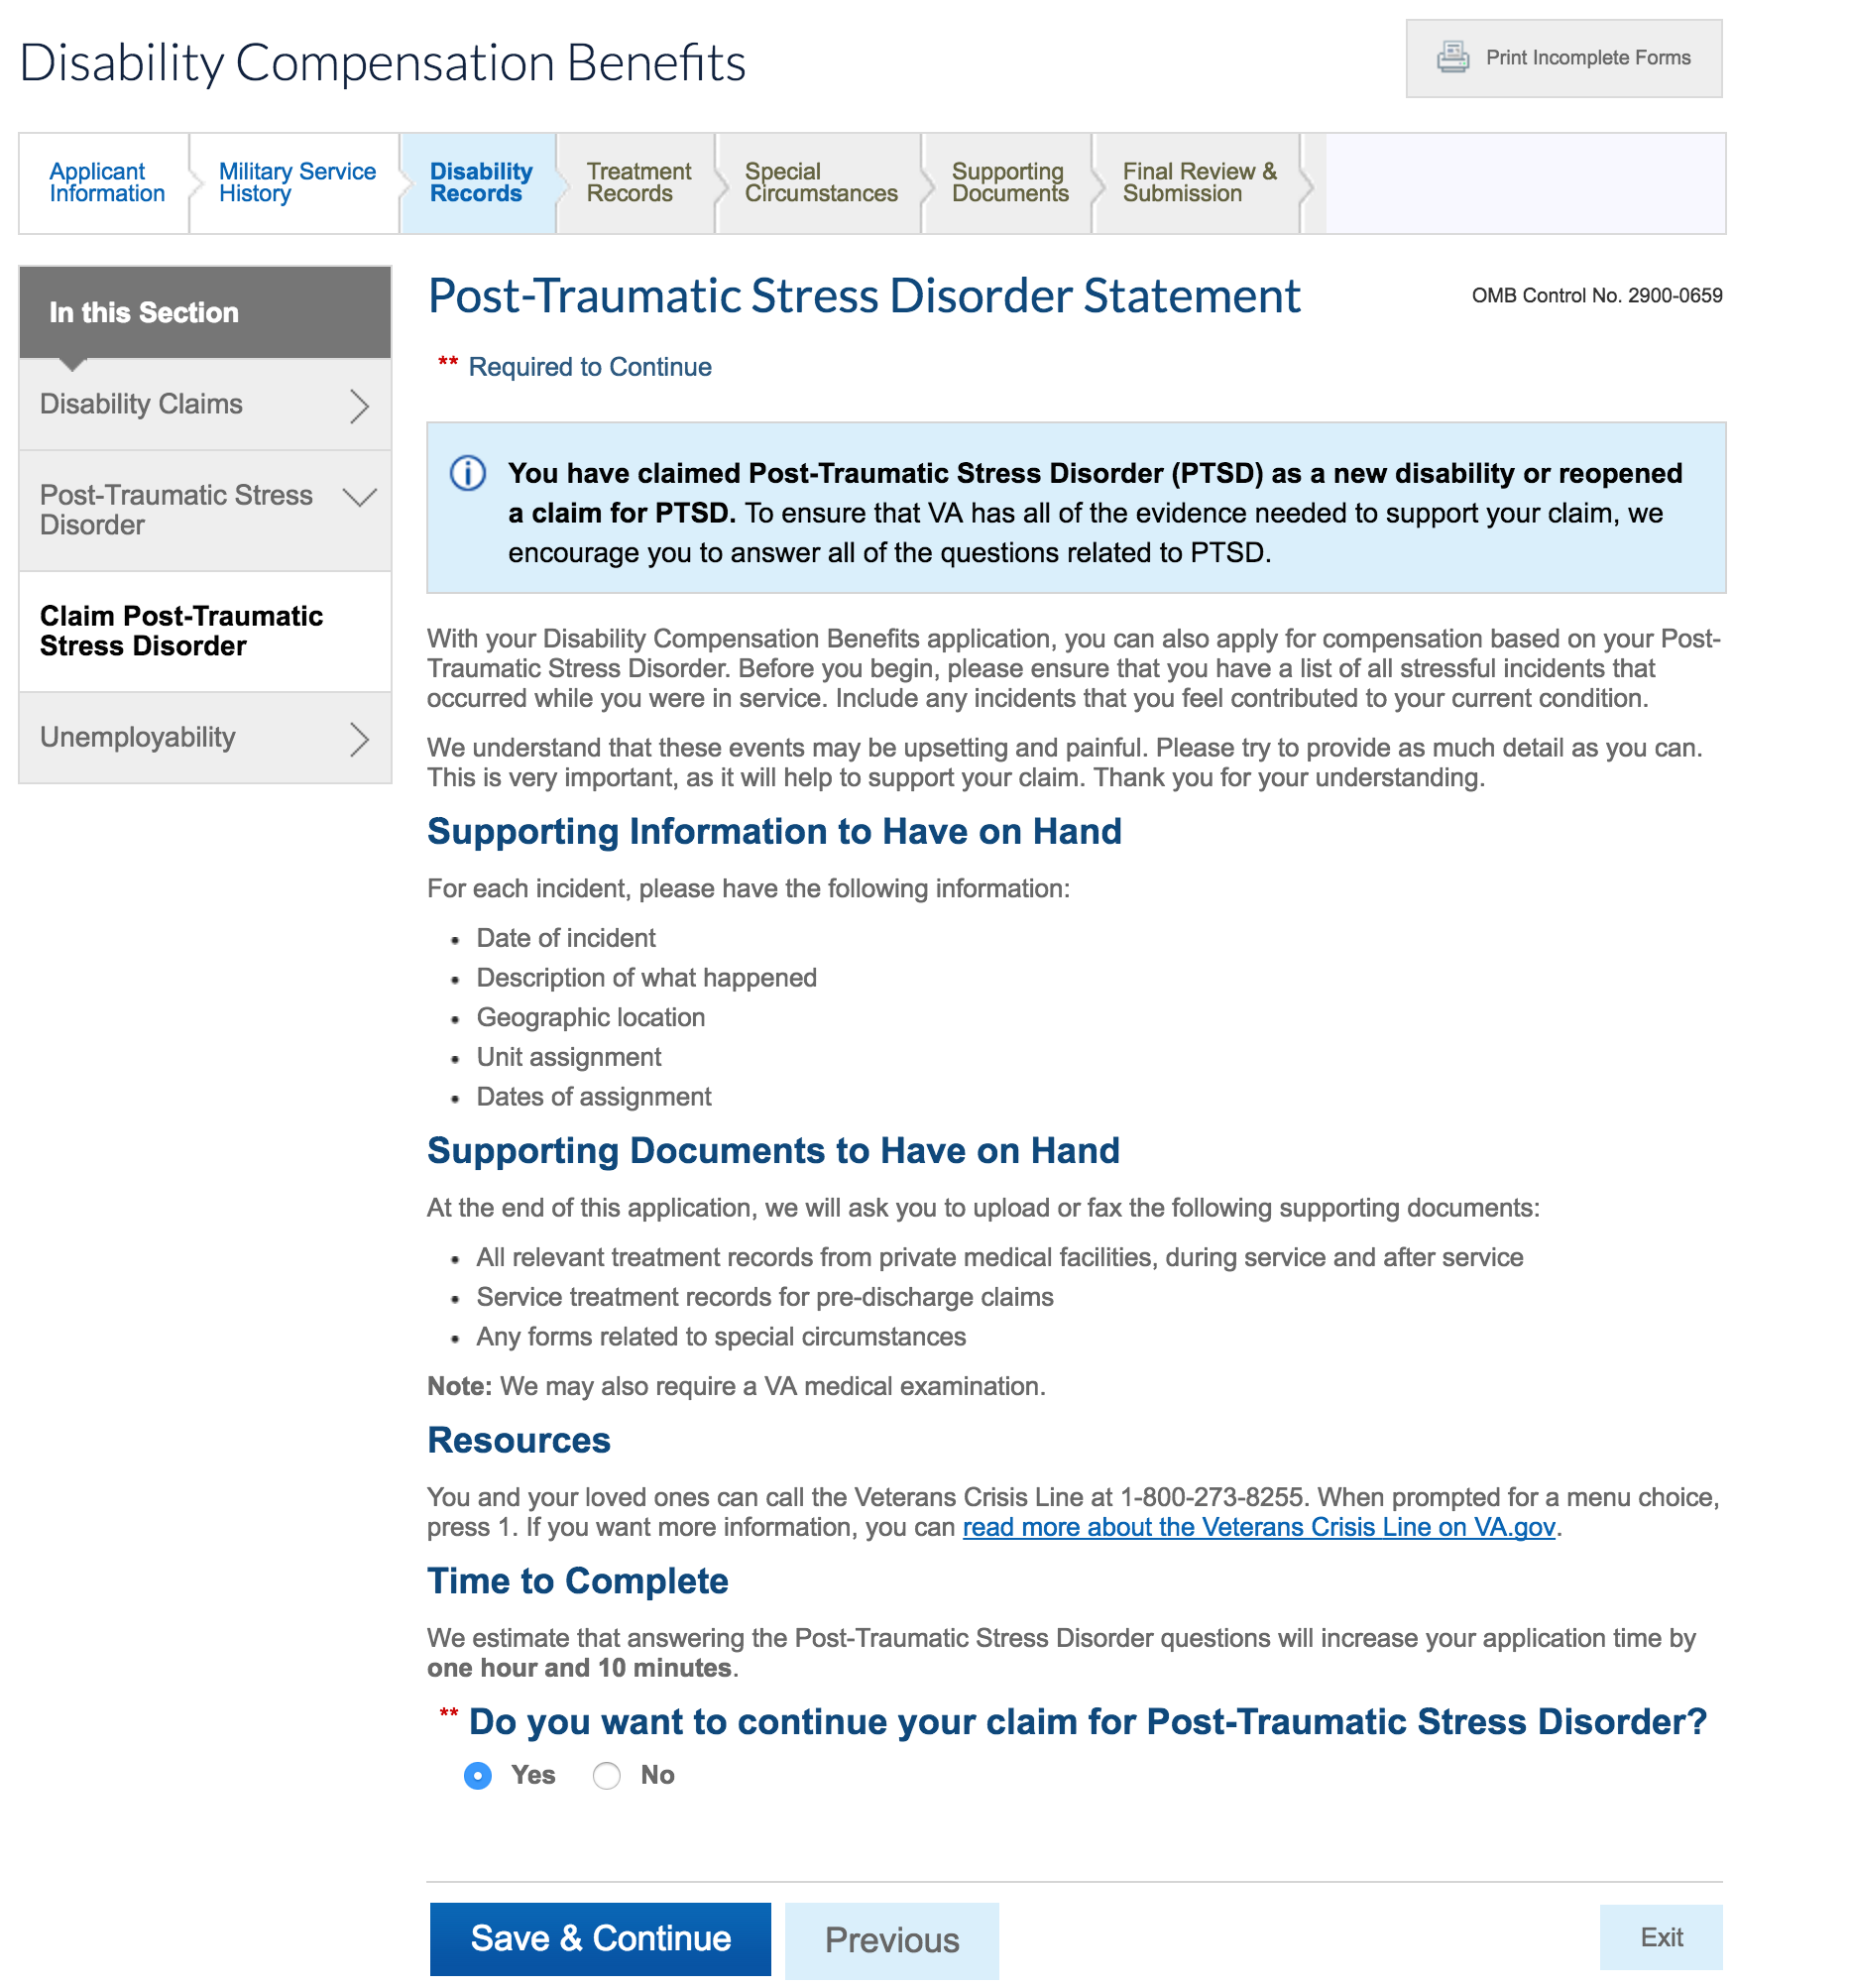 Disability Compensation Benefits
Print Incomplete Forms
Applicant
Information
Military Service
History
Disability
Records
Treatment
Records
Special
Circumstances
Supporting
Documents
Final Review &
Submission
In this Section
Disability Claims
Post-Traumatic Stress
Disorder
Claim Post-Traumatic
Stress Disorder
Unemployability
Post-Traumatic Stress Disorder Statement
OMB Control No. 2900-0659
** Required to Continue
You have claimed Post-Traumatic Stress Disorder (PTSD) as a new disability or reopened
a claim for PTSD. To ensure that VA has all of the evidence needed to support your claim, we
encourage you to answer all of the questions related to PTSD.
With your Disability Compensation Benefits application, you can also apply for compensation based on your Post-
Traumatic Stress Disorder. Before you begin, please ensure that you have a list of all stressful incidents that
occurred while you were in service. Include any incidents that you feel contributed to your current condition.
We understand that these events may be upsetting and painful. Please try to provide as much detail as you can.
This is very important, as it will help to support your claim. Thank you for your understanding.
Supporting Information to Have on Hand
For each incident, please have the following information:
• Date of incident
• Description of what happened
• Geographic location
• Unit assignment
• Dates of assignment
Supporting Documents to Have on Hand
At the end of this application, we will ask you to upload or fax the following supporting documents:
• All relevant treatment records from private medical facilities, during service and after service
• Service treatment records for pre-discharge claims
• Any forms related to special circumstances
Note: We may also require a VA medical examination.
Resources
You and your loved ones can call the Veterans Crisis Line at 1-800-273-8255. When prompted for a menu choice,
press 1. If you want more information, you can read more about the Veterans Crisis Line on VA.gov.
Time to Complete
We estimate that answering the Post-Traumatic Stress Disorder questions will increase your application time by
one hour and 10 minutes.
** Do you want to continue your claim for Post-Traumatic Stress Disorder?
Yes No
Save & Continue
Previous
Exit